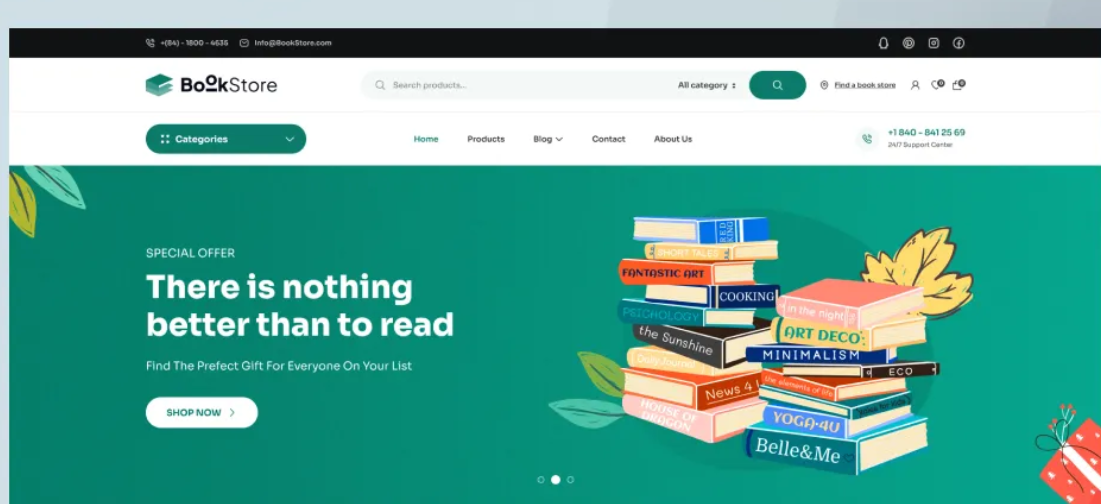 +(84) - 1800 - 4635
Info@BookStore.com
BookStore
Search products...
All category
Find a book store
0
0
Categories
Home
Products
Blog
Contact
About Us
+1 840 - 841 25 69
24/7 Support Center
SPECIAL OFFER
There is nothing
better than to read
Find The Prefect Gift For Everyone On Your List
SHOP NOW
RED
KING
SHORT TALES
FANTASTIC ART
COOKING
PSICHOLOGY
the Sunshine
Daily Journal
News 4
HOUSE OF
DRAGON
in the night
ART DECO
MINIMALISM
ECO
the elements of life
YOGA·4U
Belle&Me